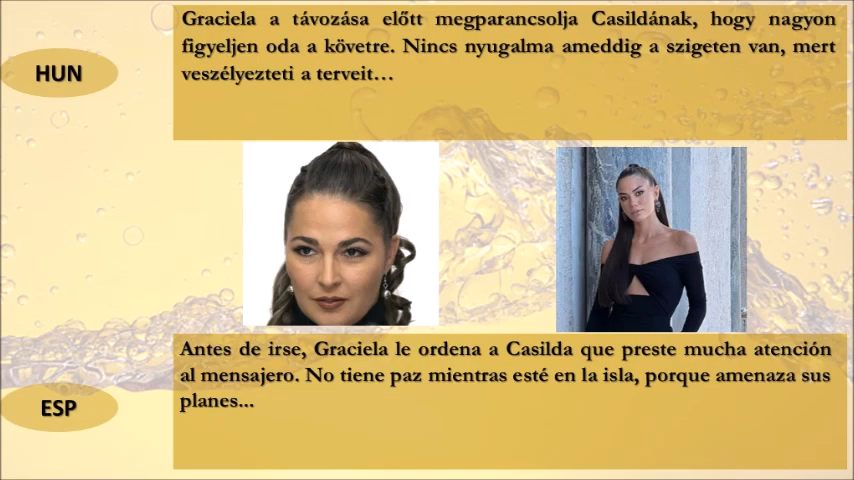 Graciela a távozása előtt megparancsolja Casildának, hogy nagyon
figyeljen oda a követre. Nincs nyugalma ameddig a szigeten van, mert
veszélyezteti a terveit…
HUN
Antes de irse, Graciela le ordena a Casilda que preste mucha atención
al mensajero. No tiene paz mientras esté en la isla, porque amenaza sus
planes...
ESP